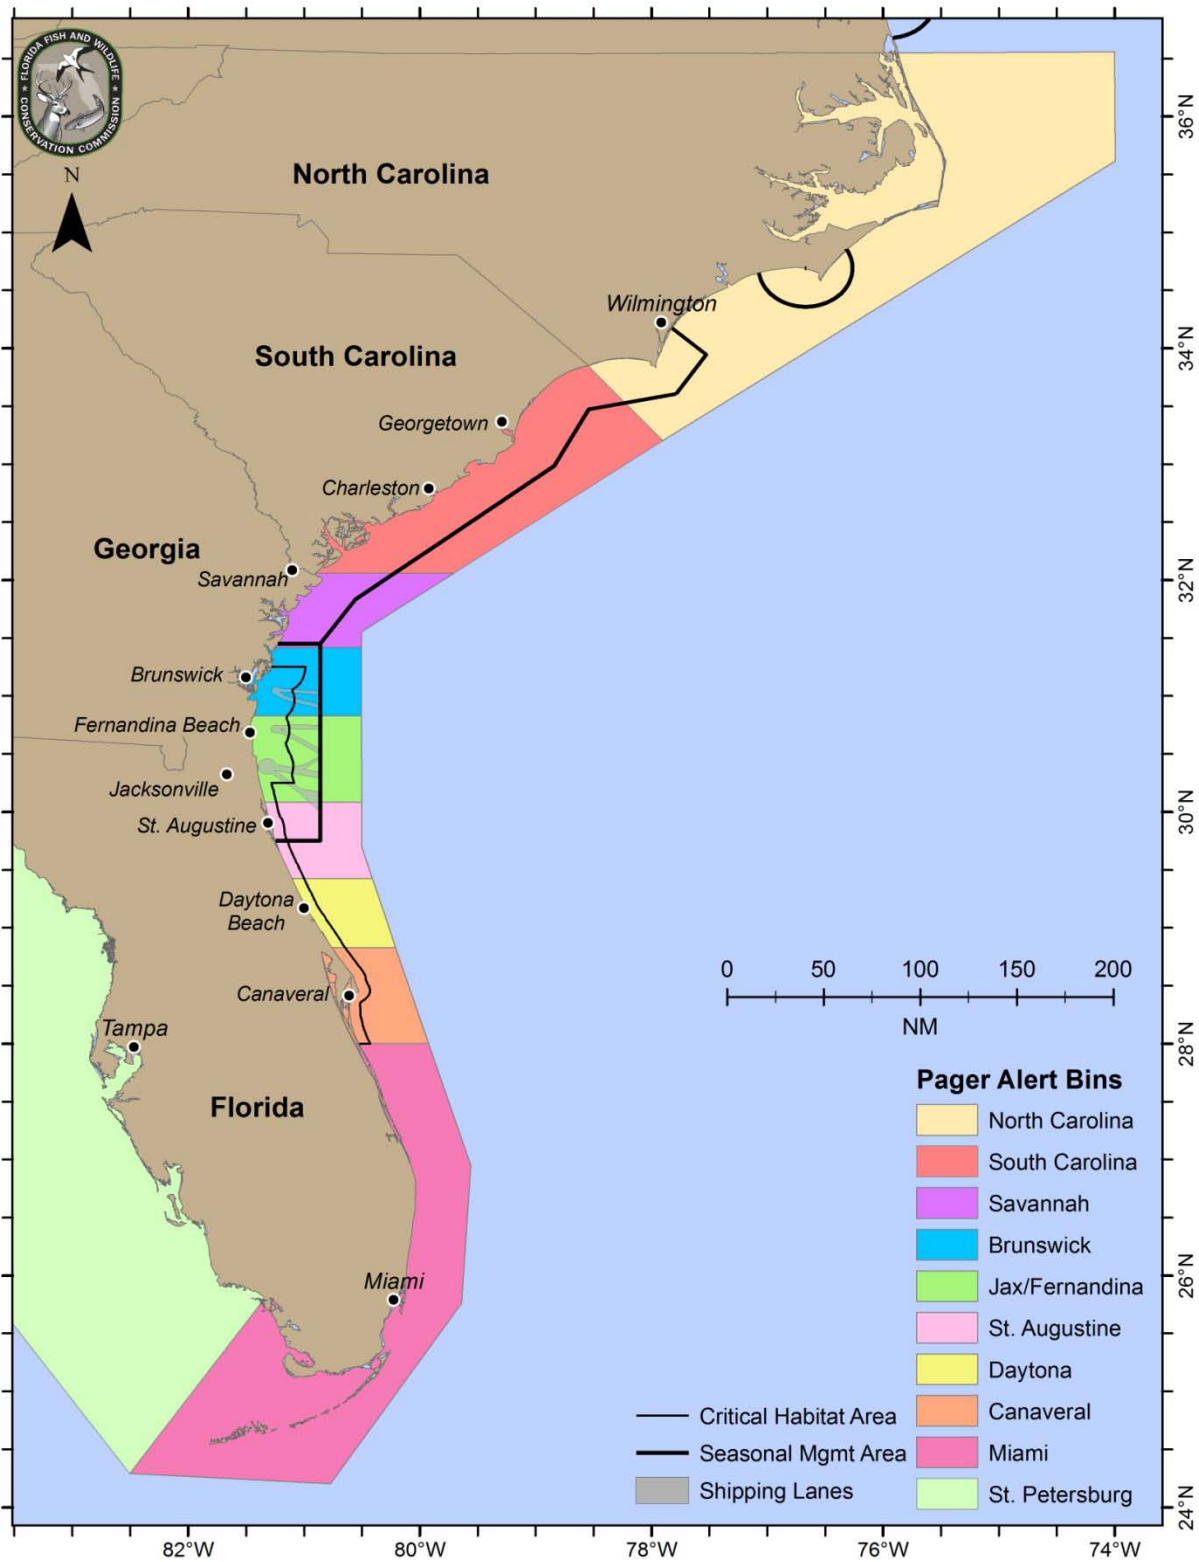 FLORIDA FISH AND WILDLIFE
CONSERVATION COMMISSION
N
North Carolina
36°N
Wilmington
34°N
South Carolina
Georgetown
Charleston
Georgia
Savannah
32°N
Brunswick
Fernandina Beach
Jacksonville
30°N
St. Augustine
Daytona
Beach
Canaveral
0 50 100 150 200
NM
Tampa
28°N
Florida
Pager Alert Bins
North Carolina
South Carolina
Savannah
Brunswick
Jax/Fernandina
26°N
Miami
St. Augustine
Daytona
Critical Habitat Area
Canaveral
Seasonal Mgmt Area
Miami
Shipping Lanes
St. Petersburg
24°N
82°W 80°W 78°W 76°W 74°W